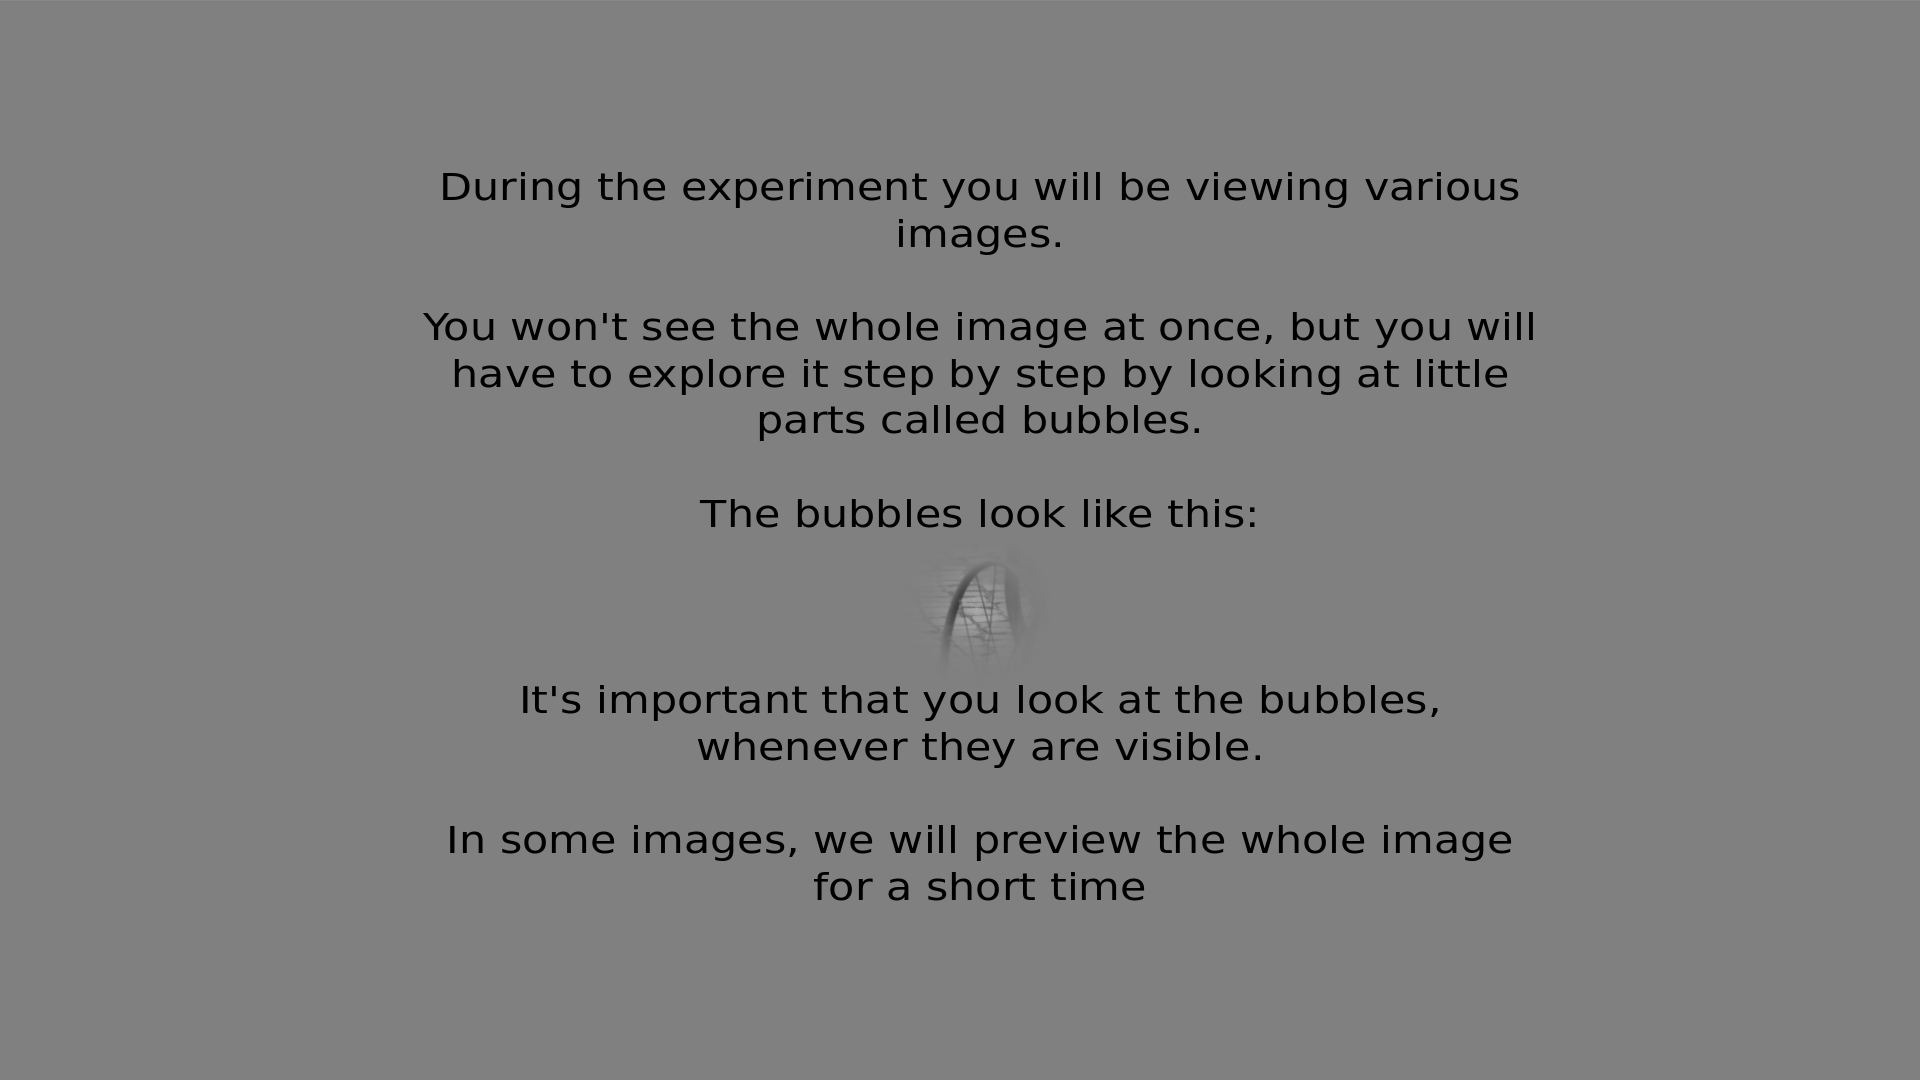 During the experiment you will be viewing various
images.
You won't see the whole image at once, but you will
have to explore it step by step by looking at little
parts called bubbles.
The bubbles look like this:
It's important that you look at the bubbles,
whenever they are visible.
In some images, we will preview the whole image
for a short time